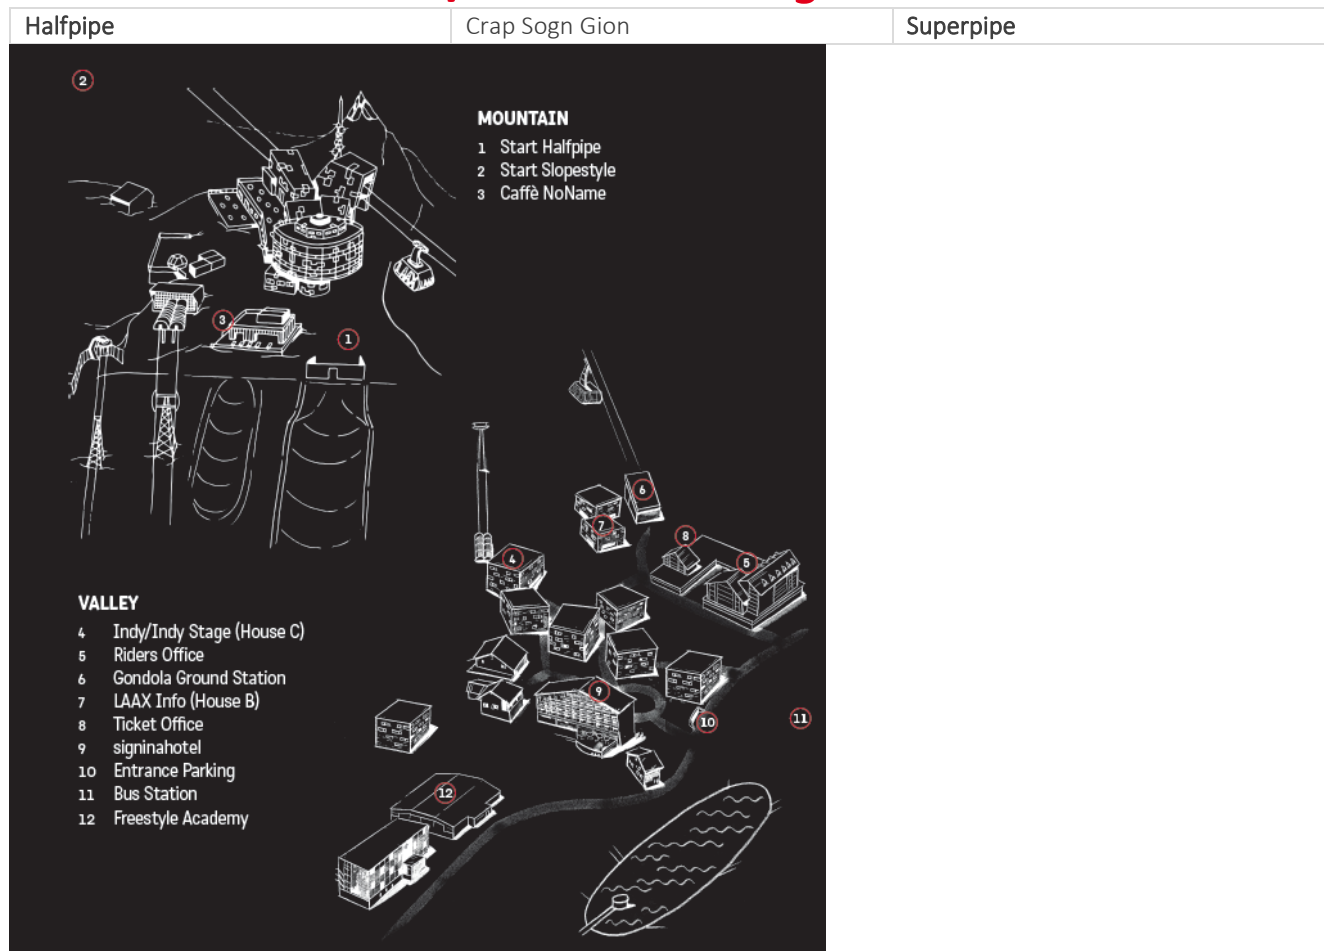 Halfpipe
Crap Sogn Gion
Superpipe
2
MOUNTAIN
1 Start Halfpipe
2 Start Slopestyle
3 Caffè NoName
LAAX
3
1
6
7
8
4
5
VALLEY
4 Indy/Indy Stage (House C)
5 Riders Office
6 Gondola Ground Station
7 LAAX Info (House B)
8 Ticket Office
9 signinahotel
10 Entrance Parking
11 Bus Station
12 Freestyle Academy
9
10
11
12